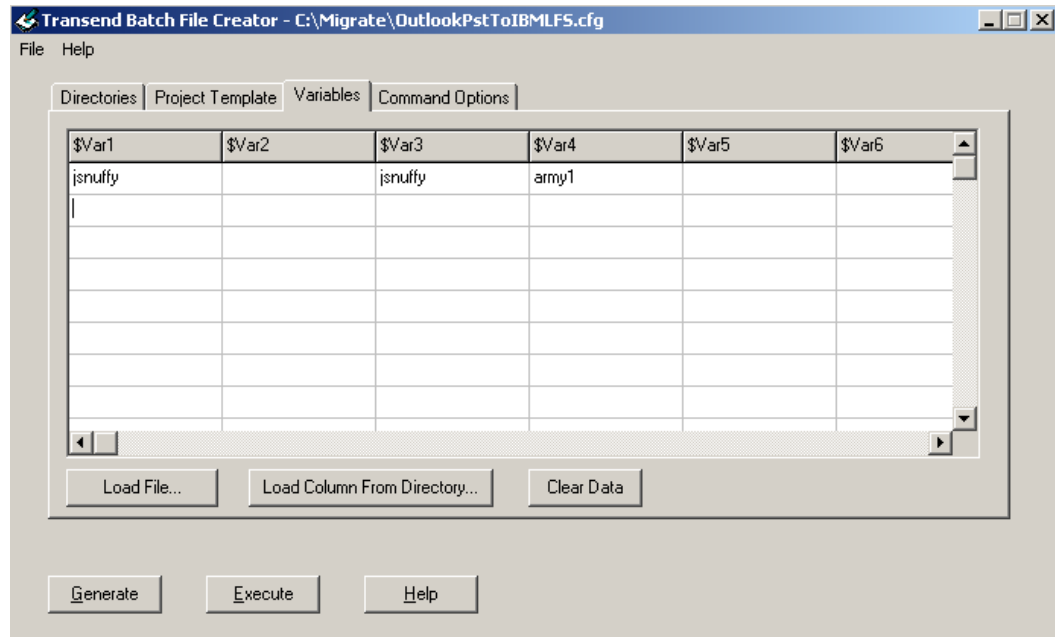 Transend Batch File Creator - C:\Migrate\OutlookPstToIBMLFS.cfg
File Help
Directories Project Template Variables Command Options
$Var1 $Var2 $Var3 $Var4 $Var5 $Var6
jsnuffy jsnuffy army1
Load File... Load Column From Directory... Clear Data
Generate Execute Help